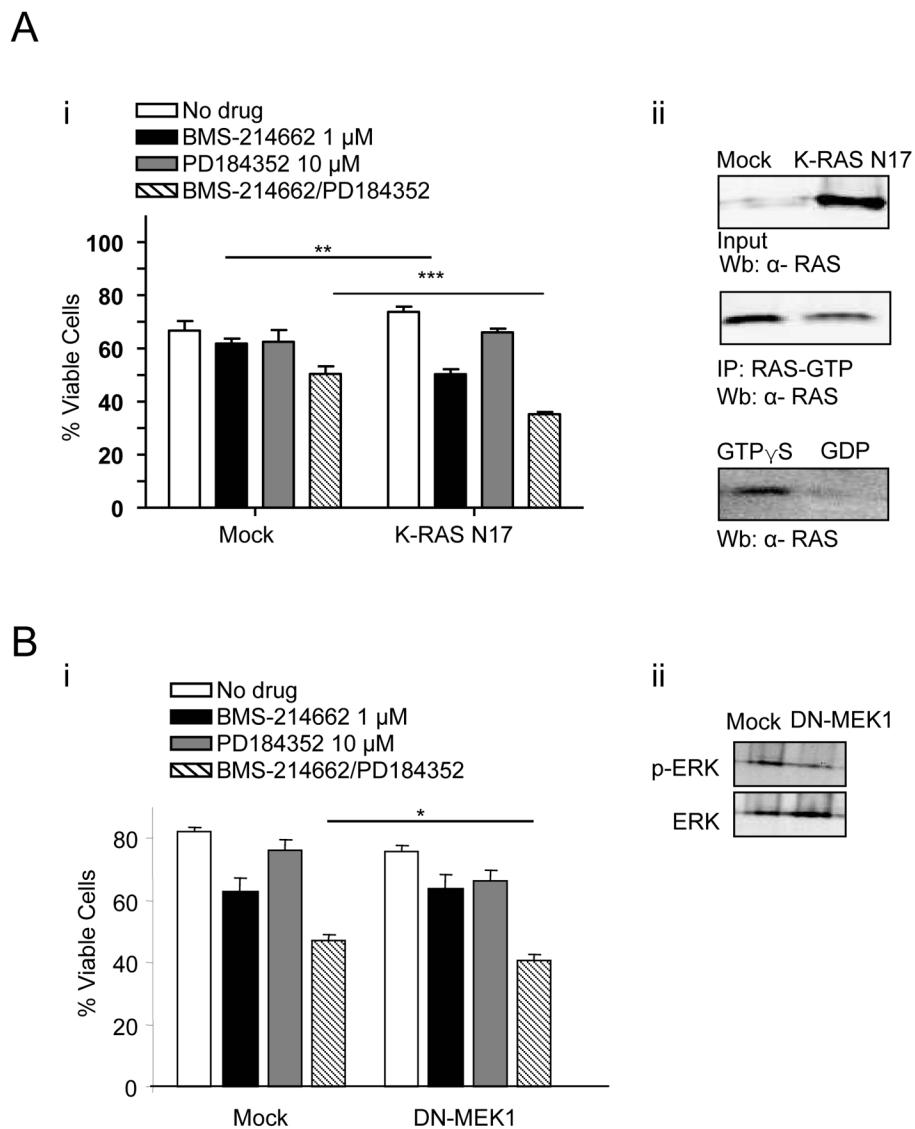 A
i
No drug
BMS-214662 1 μM
PD184352 10 μM
BMS-214662/PD184352
100
80
60
40
20
0
% Viable Cells
**
***
Mock
K-RAS N17
ii
Mock K-RAS N17
Input
Wb: α- RAS
IP: RAS-GTP
Wb: α- RAS
GTPγS GDP
Wb: α- RAS
B
i
No drug
BMS-214662 1 μM
PD184352 10 μM
BMS-214662/PD184352
80
60
40
20
0
% Viable Cells
*
Mock
DN-MEK1
ii
Mock DN-MEK1
p-ERK
ERK